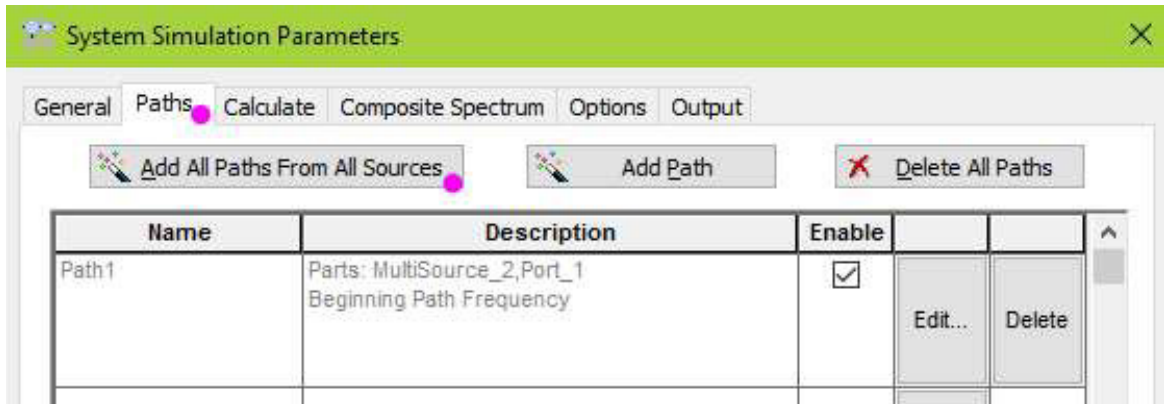 System Simulation Parameters
General Paths Calculate Composite Spectrum Options Output
Add All Paths From All Sources Add Path Delete All Paths
Name Description Enable
Path1 Parts: MultiSource_2,Port_1
Beginning Path Frequency
Edit... Delete